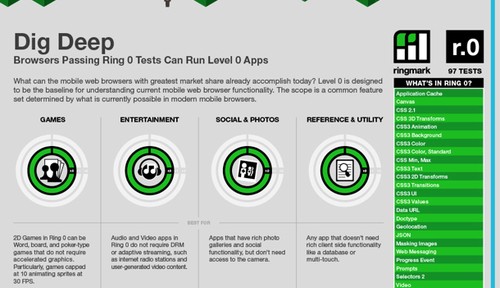 Dig Deep
Browsers Passing Ring 0 Tests Can Run Level 0 Apps
What can the mobile web browsers with greatest market share already accomplish today? Level 0 is designed
to be the baseline for understanding current mobile web browser functionality. The scope is a common feature
set determined by what is currently possible in modern mobile browsers.
GAMES
ENTERTAINMENT
SOCIAL & PHOTOS
REFERENCE & UTILITY
BEST FOR
2D Games in Ring 0 can be
Word, board, and poker-type
games that do not require
accelerated graphics.
Particularly, games capped
at 10 animating sprites at
30 FPS.
Audio and Video apps in
Ring 0 do not require DRM
or adaptive streaming, such
as internet radio stations and
user-generated video content.
Apps that have rich photo
galleries and social
functionality, but don't need
access to the camera.
Any app that doesn't need
rich client side functionality
like a database or
multi-touch.
ringmark
r.0
97 TESTS
WHAT'S IN RING 0?
Application Cache
Canvas
CSS 2.1
CSS 3D Transforms
CSS3 Animation
CSS3 Background
CSS3 Color
CSS3 Color, Standard
CSS Min, Max
CSS3 Text
CSS3 2D Transforms
CSS3 Transitions
CSS3 UI
CSS3 Values
Data URL
Doctype
Geolocation
JSON
Masking Images
Web Messaging
Progress Event
Prompts
Selectors 2
Video